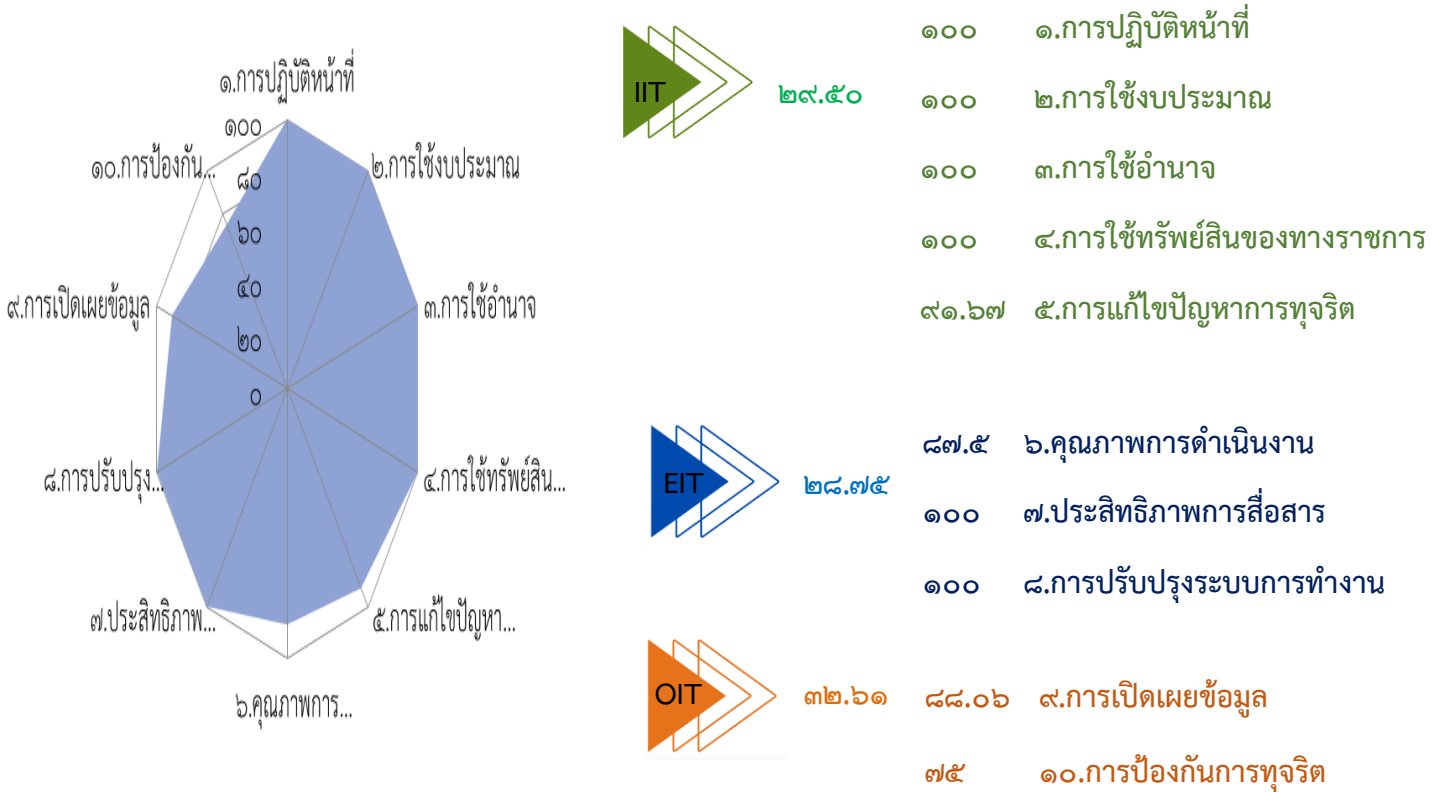 ๑.การปฏิบัติหน้าที่
๑๐๐
๘๐
๖๐
๔๐
๒๐
๐
๒.การใช้งบประมาณ
๓.การใช้อำนาจ
๔.การใช้ทรัพย์สิน...
๕.การแก้ไขปัญหา...
๖.คุณภาพการ...
๗.ประสิทธิภาพ...
๘.การปรับปรุง...
๙.การเปิดเผยข้อมูล
๑๐.การป้องกัน...
IIT
๒๙.๕๐
๑๐๐ ๑.การปฏิบัติหน้าที่
๑๐๐ ๒.การใช้งบประมาณ
๑๐๐ ๓.การใช้อำนาจ
๑๐๐ ๔.การใช้ทรัพย์สินของทางราชการ
๙๑.๖๗ ๕.การแก้ไขปัญหาการทุจริต
EIT
๒๘.๗๕
๘๗.๕ ๖.คุณภาพการดำเนินงาน
๑๐๐ ๗.ประสิทธิภาพการสื่อสาร
๑๐๐ ๘.การปรับปรุงระบบการทำงาน
OIT
๓๒.๖๑
๘๘.๐๖ ๙.การเปิดเผยข้อมูล
๗๕ ๑๐.การป้องกันการทุจริต